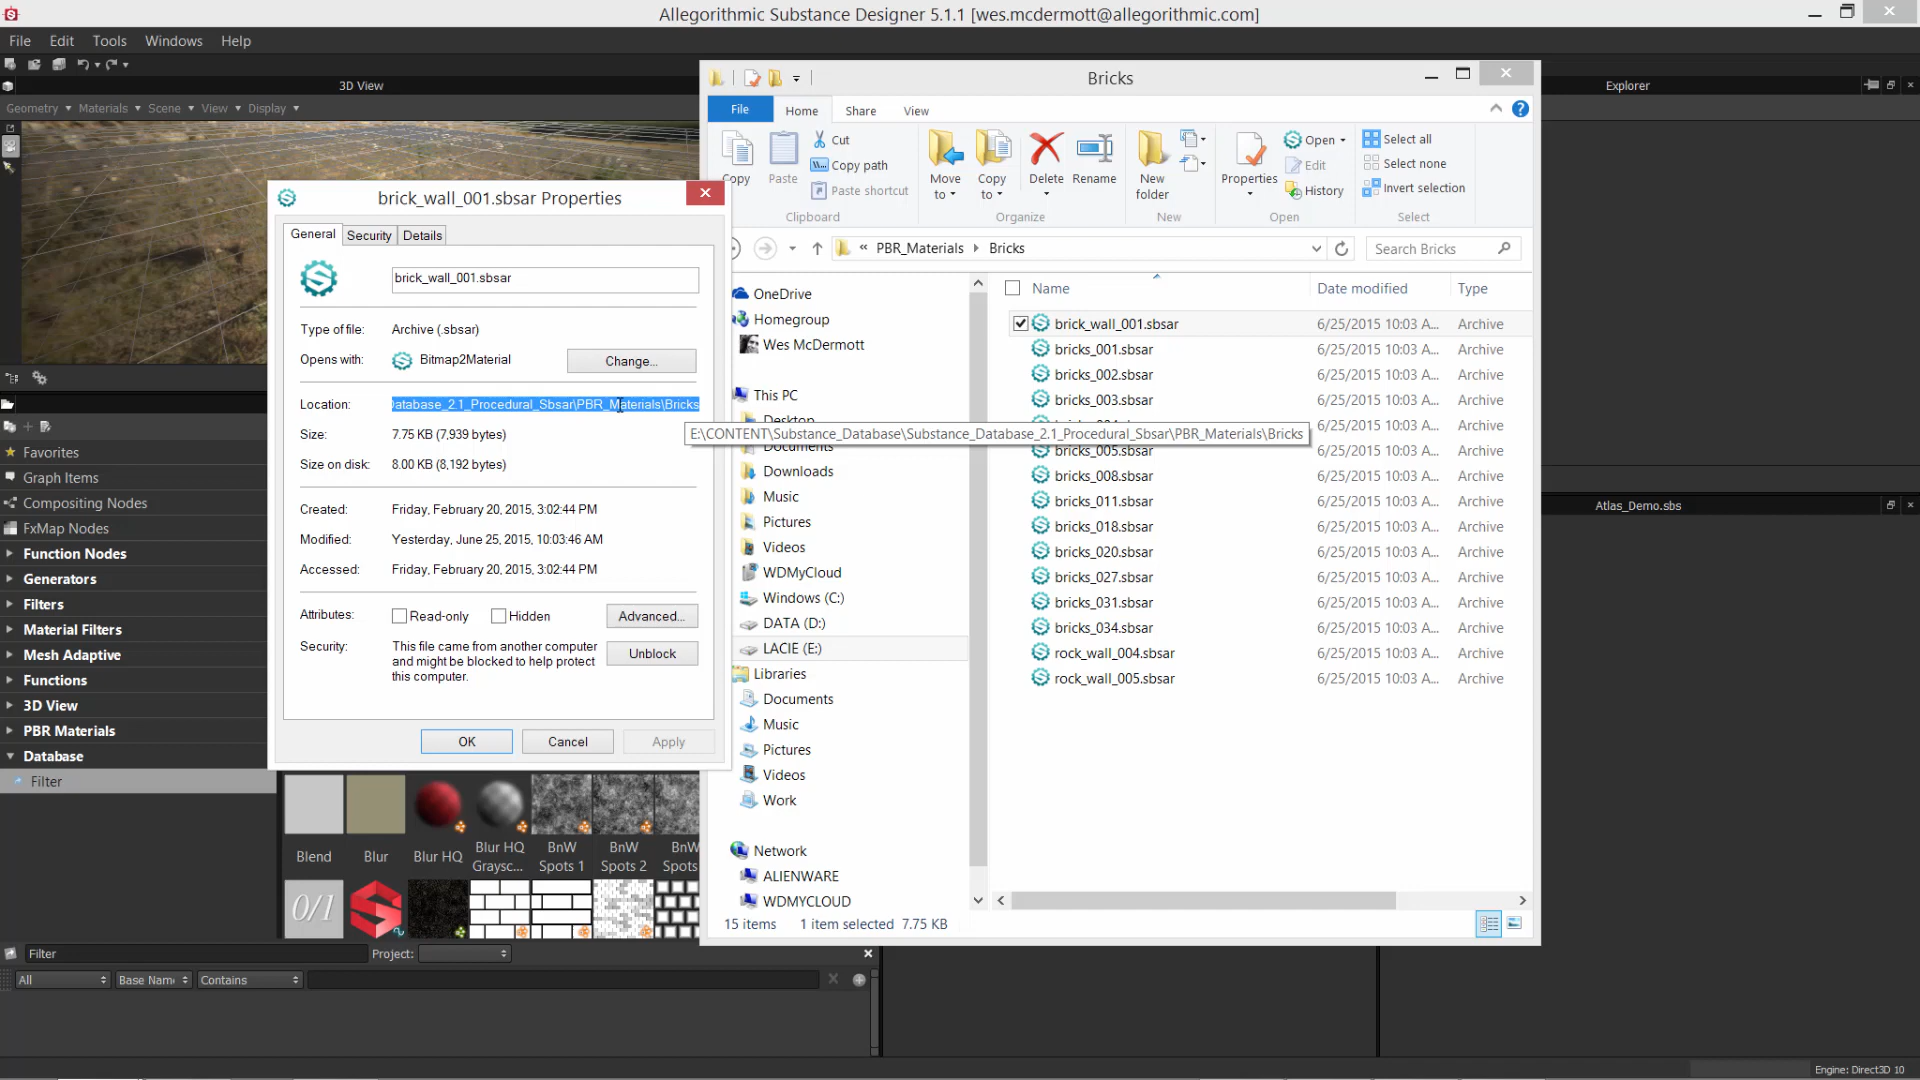 Allegorithmic Substance Designer 5.1.1 [wes.mcdermott@allegorithmic.com]
File Edit Tools Windows Help
3D View
Geometry Materials Scene View Display
brick_wall_001.sbsar Properties
General Security Details
brick_wall_001.sbsar
Type of file: Archive (.sbsar)
Opens with: Bitmap2Material Change...
Location: Database_2.1_Procedural_Sbsar\PBR_Materials\Bricks
Size: 7.75 KB (7,939 bytes)
Size on disk: 8.00 KB (8,192 bytes)
Created: Friday, February 20, 2015, 3:02:44 PM
Modified: Yesterday, June 25, 2015, 10:03:46 AM
Accessed: Friday, February 20, 2015, 3:02:44 PM
Attributes: Read-only Hidden Advanced...
Security: This file came from another computer
and might be blocked to help protect
this computer.
Unblock
OK Cancel Apply
E:\CONTENT\Substance_Database\Substance_Database_2.1_Procedural_Sbsar\PBR_Materials\Bricks
Bricks
File Home Share View
Copy
Paste
Cut
Copy path
Paste shortcut
Clipboard
Move
to
Copy
to
Delete
Rename
Organize
New
folder
New
Properties
Open
Edit
History
Open
Select all
Select none
Invert selection
Select
« PBR_Materials Bricks
Search Bricks
OneDrive
Homegroup
Wes McDermott
This PC
Desktop
Documents
Downloads
Music
Pictures
Videos
WDMyCloud
Windows (C:)
DATA (D:)
LACIE (E:)
Libraries
Documents
Music
Pictures
Videos
Work
Network
ALIENWARE
WDMYCLOUD
Name Date modified Type
brick_wall_001.sbsar 6/25/2015 10:03 A... Archive
bricks_001.sbsar 6/25/2015 10:03 A... Archive
bricks_002.sbsar 6/25/2015 10:03 A... Archive
bricks_003.sbsar 6/25/2015 10:03 A... Archive
bricks_005.sbsar 6/25/2015 10:03 A... Archive
bricks_008.sbsar 6/25/2015 10:03 A... Archive
bricks_011.sbsar 6/25/2015 10:03 A... Archive
bricks_018.sbsar 6/25/2015 10:03 A... Archive
bricks_020.sbsar 6/25/2015 10:03 A... Archive
bricks_027.sbsar 6/25/2015 10:03 A... Archive
bricks_031.sbsar 6/25/2015 10:03 A... Archive
bricks_034.sbsar 6/25/2015 10:03 A... Archive
rock_wall_004.sbsar 6/25/2015 10:03 A... Archive
rock_wall_005.sbsar 6/25/2015 10:03 A... Archive
15 items 1 item selected 7.75 KB
Explorer
Atlas_Demo.sbs
Favorites
Graph Items
Compositing Nodes
FxMap Nodes
Function Nodes
Generators
Filters
Material Filters
Mesh Adaptive
Functions
3D View
PBR Materials
Database
Filter
Blend
Blur
Blur HQ
Blur HQ
Graysc...
BnW
Spots 1
BnW
Spots 2
BnW
Spots
0/1
Filter Project:
All Base Name Contains
Engine: Direct3D 10